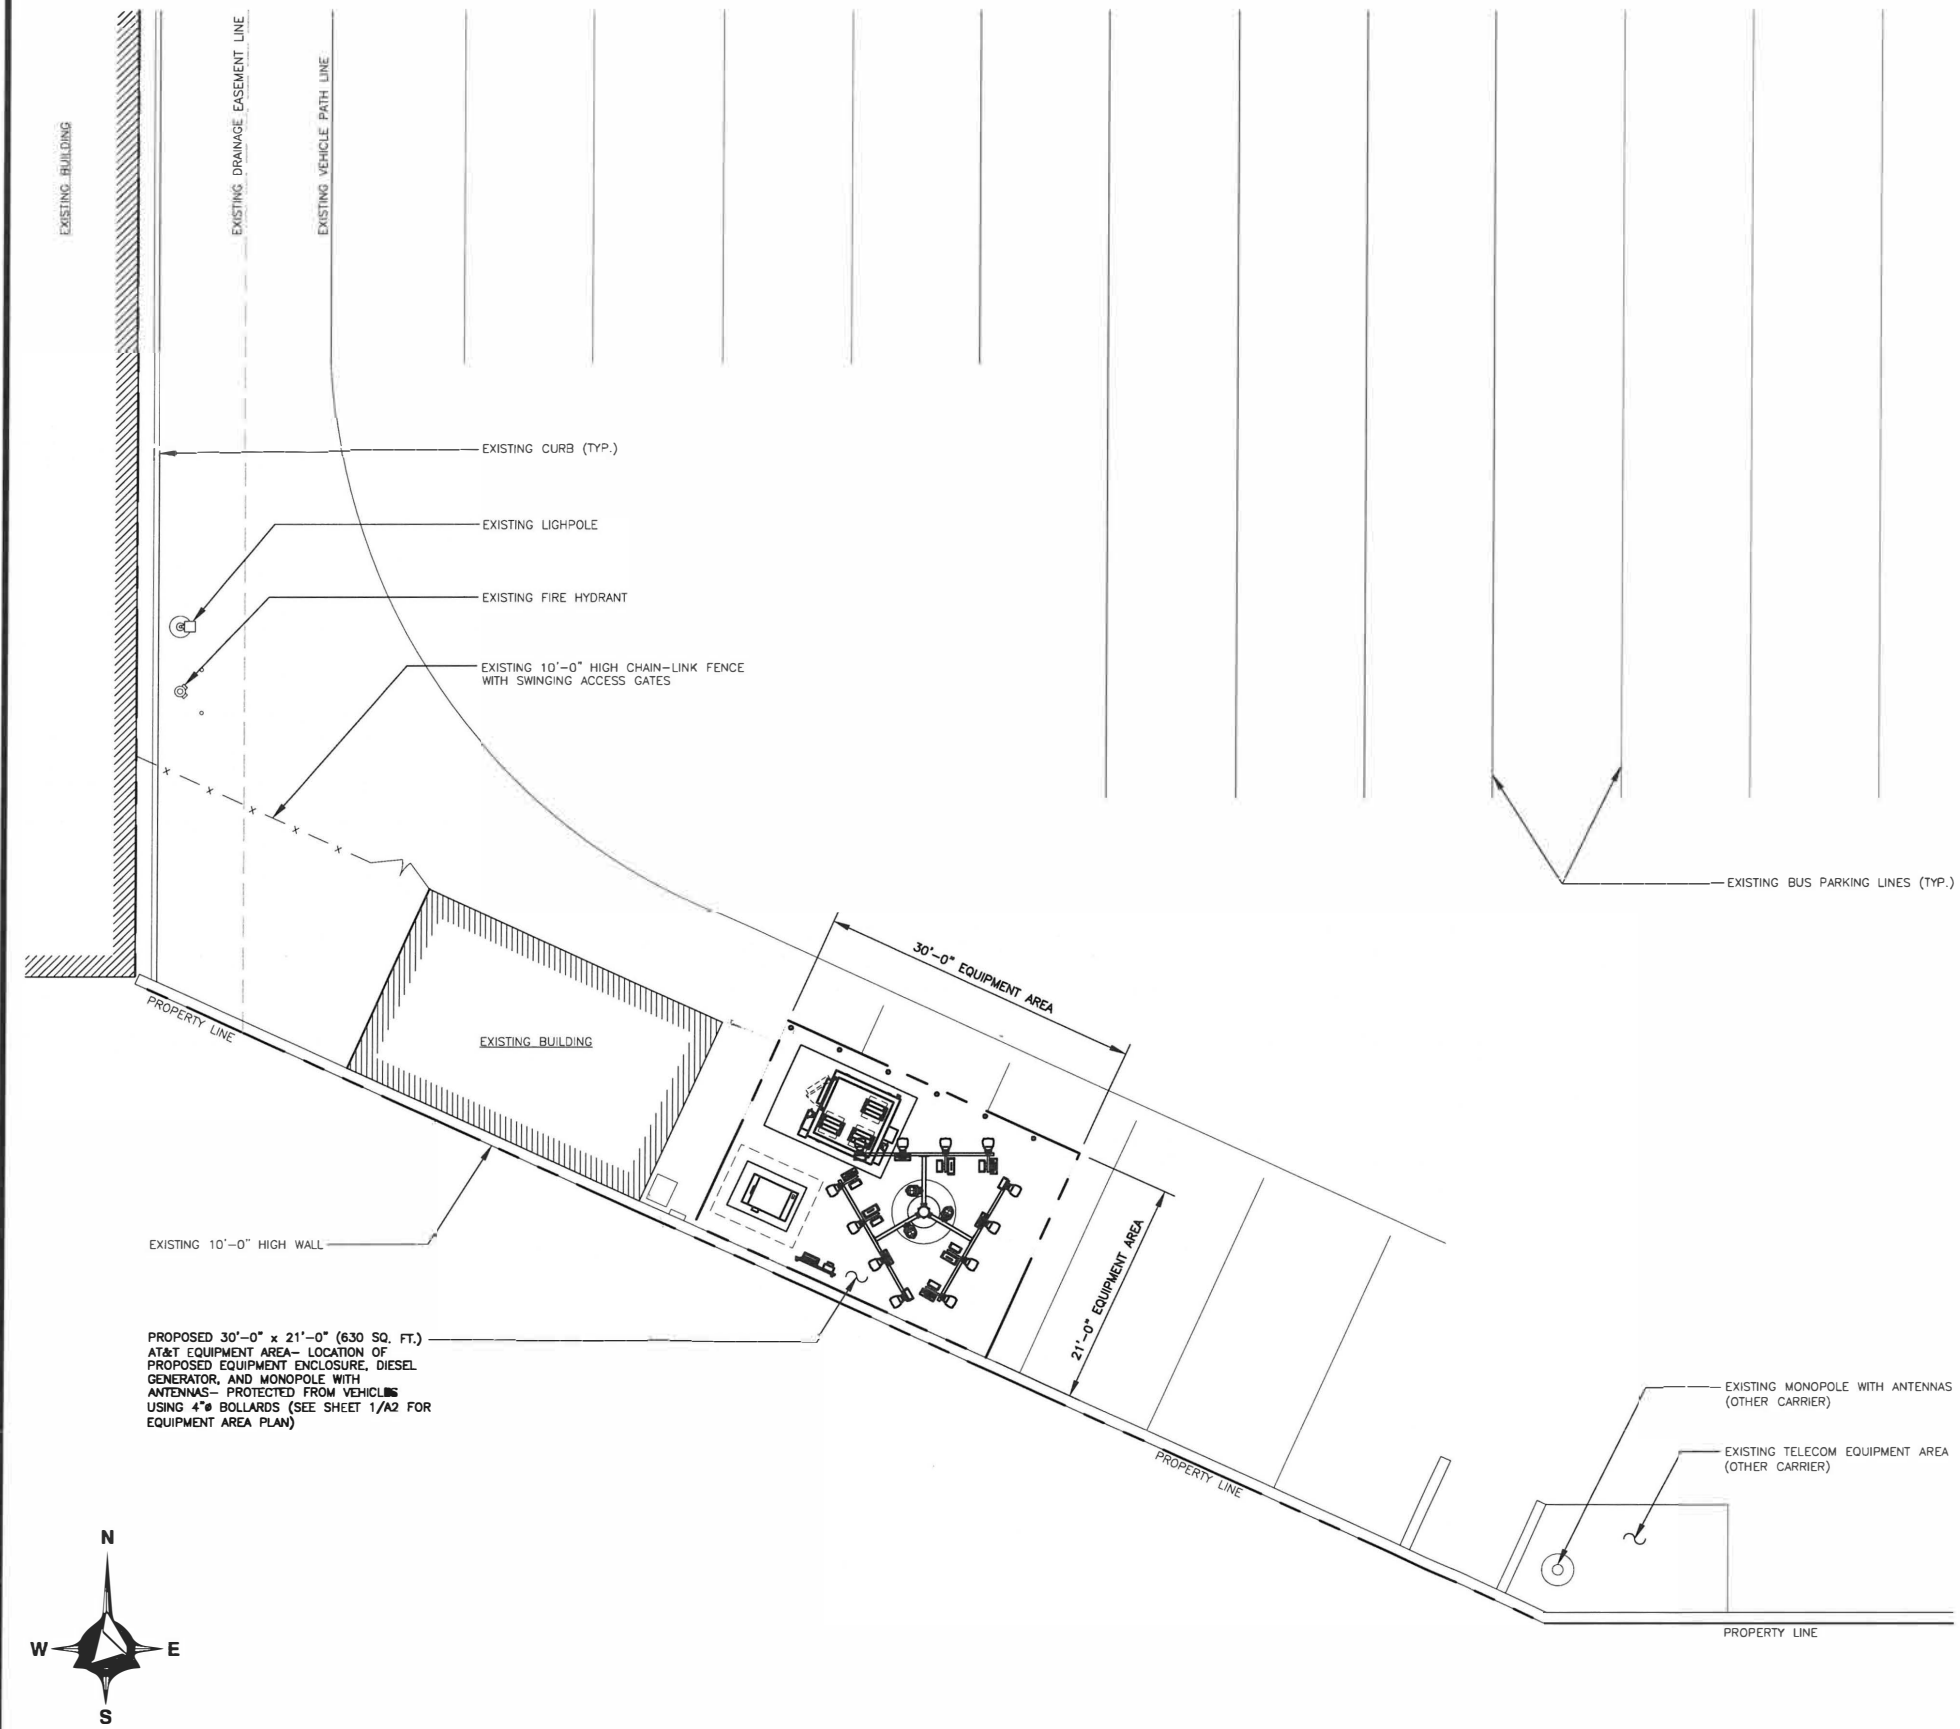 EXISTING BUILDING
EXISTING DRAINAGE EASEMENT LINE
EXISTING VEHICLE PATH LINE
EXISTING CURB (TYP.)
EXISTING LIGHPOLE
EXISTING FIRE HYDRANT
EXISTING 10'-0" HIGH CHAIN-LINK FENCE
WITH SWINGING ACCESS GATES
EXISTING BUS PARKING LINES (TYP.)
30'-0" EQUIPMENT AREA
PROPERTY LINE
EXISTING BUILDING
EXISTING 10'-0" HIGH WALL
21'-0" EQUIPMENT AREA
PROPOSED 30'-0" x 21'-0" (630 SQ. FT.)
AT&T EQUIPMENT AREA- LOCATION OF
PROPOSED EQUIPMENT ENCLOSURE, DIESEL
GENERATOR, AND MONOPOLE WITH
ANTENNAS- PROTECTED FROM VEHICLES
USING 4"ø BOLLARDS (SEE SHEET 1/A2 FOR
EQUIPMENT AREA PLAN)
EXISTING MONOPOLE WITH ANTENNAS
(OTHER CARRIER)
EXISTING TELECOM EQUIPMENT AREA
(OTHER CARRIER)
PROPERTY LINE
PROPERTY LINE
N
W E
S